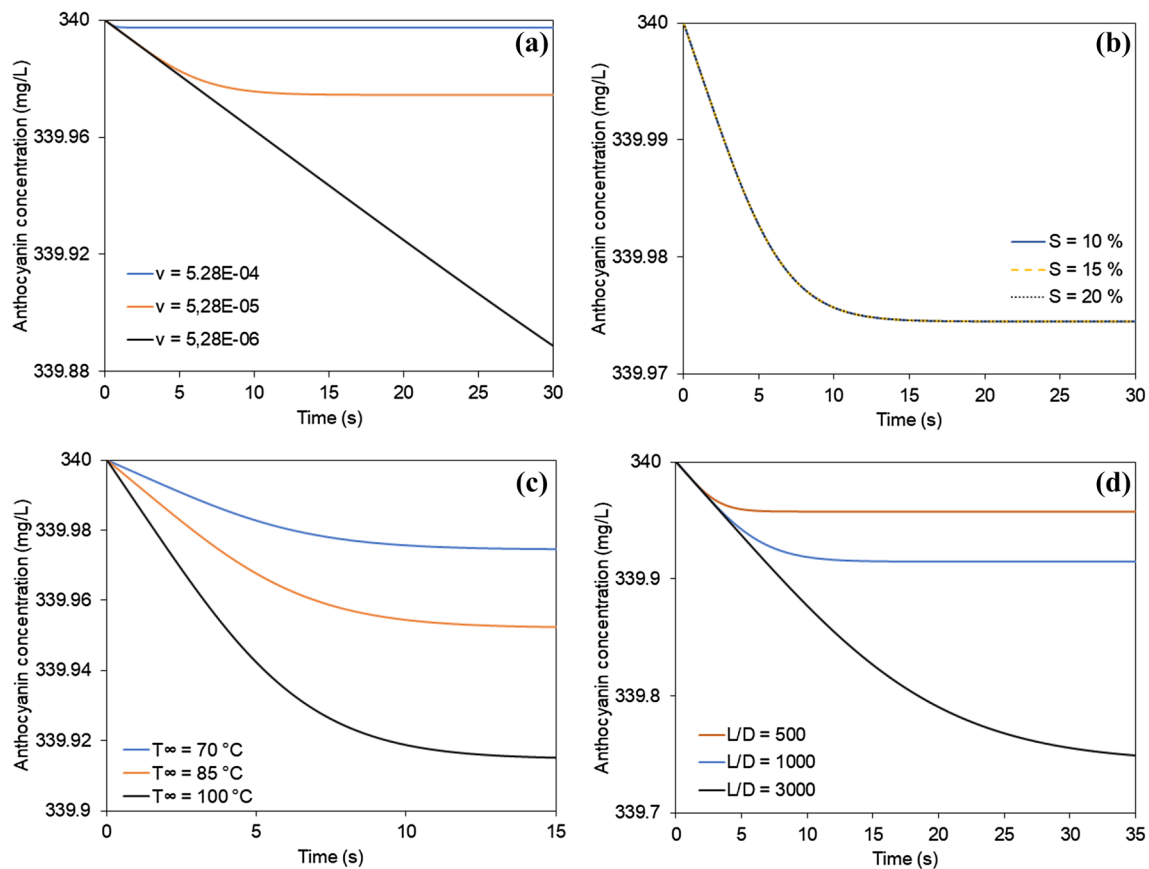 (a)
Anthocyanin concentration (mg/L)
340
339.96
339.92
339.88
0 5 10 15 20 25 30
Time (s)
v = 5.28E-04
v = 5,28E-05
v = 5,28E-06
(b)
Anthocyanin concentration (mg/L)
340
339.99
339.98
339.97
0 5 10 15 20 25 30
Time (s)
S = 10 %
S = 15 %
S = 20 %
(c)
Anthocyanin concentration (mg/L)
340
339.98
339.96
339.94
339.92
339.9
0 5 10 15
Time (s)
T∞ = 70 °C
T∞ = 85 °C
T∞ = 100 °C
(d)
Anthocyanin concentration (mg/L)
340
339.9
339.8
339.7
0 5 10 15 20 25 30 35
Time (s)
L/D = 500
L/D = 1000
L/D = 3000